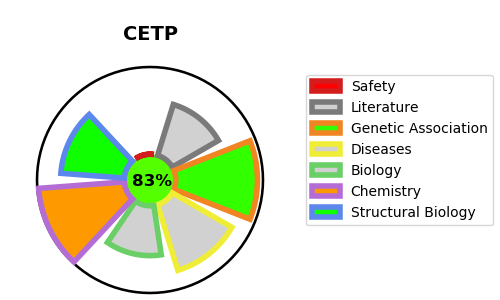 CETP
83%
Safety
Literature
Genetic Association
Diseases
Biology
Chemistry
Structural Biology